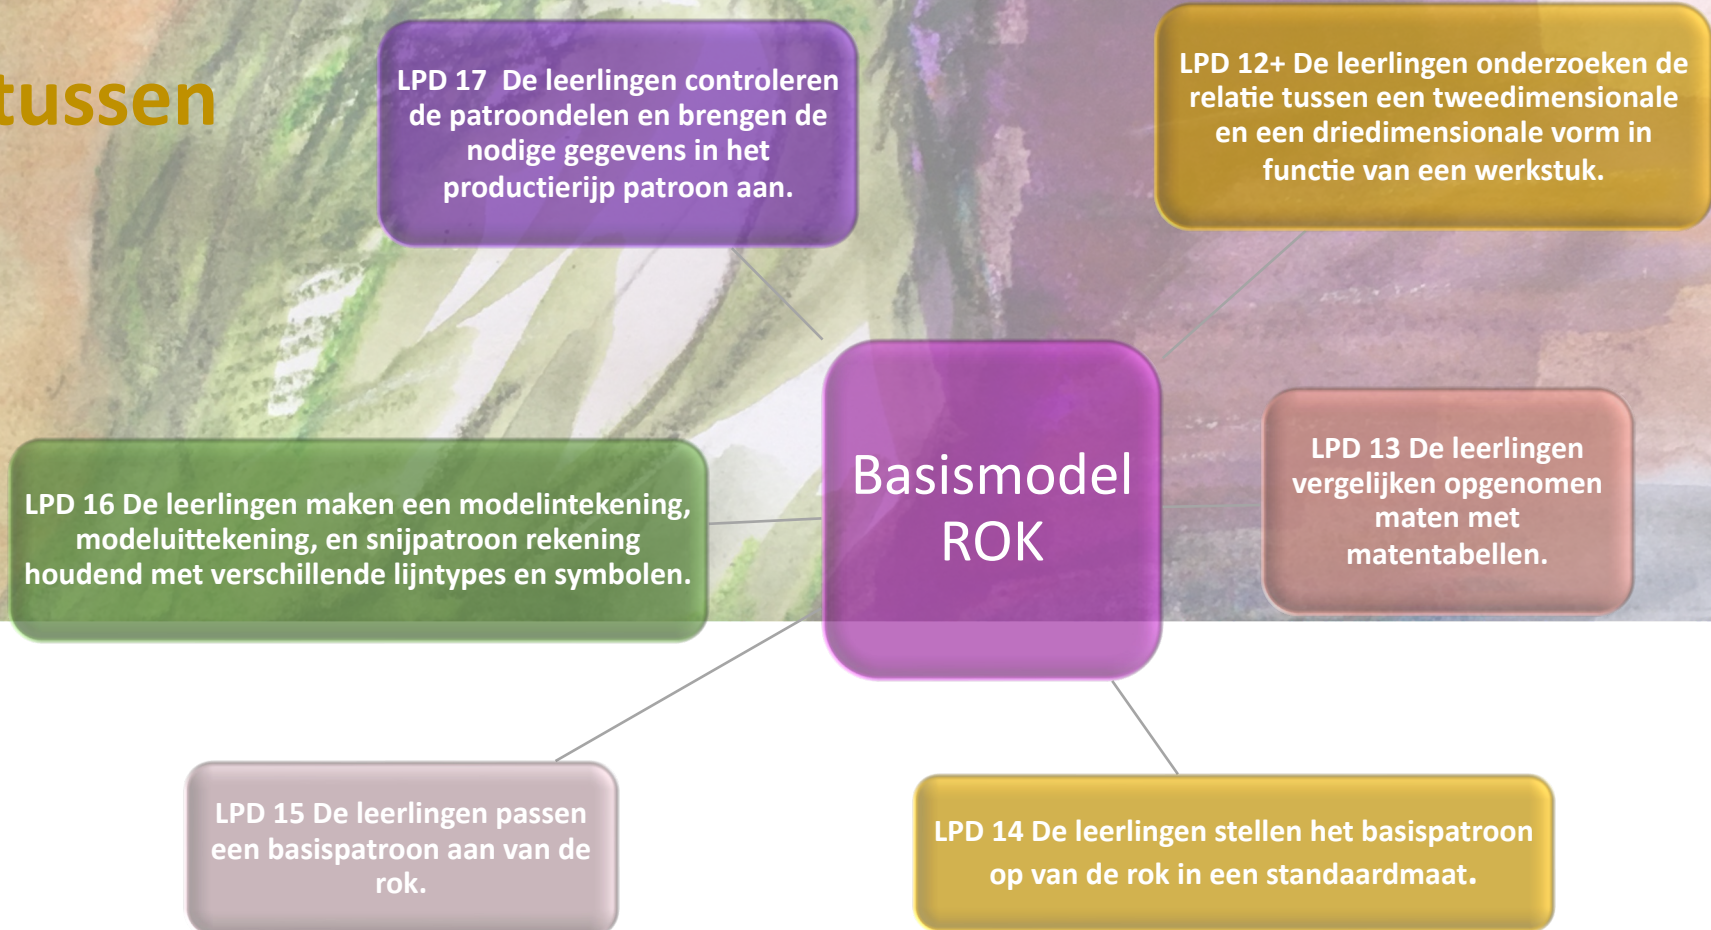 tussen
LPD 17 De leerlingen controleren
de patroondelen en brengen de
nodige gegevens in het
productierijp patroon aan.
LPD 12+ De leerlingen onderzoeken de
relatie tussen een tweedimensionale
en een driedimensionale vorm in
functie van een werkstuk.
Basismodel
ROK
LPD 13 De leerlingen
vergelijken opgenomen
maten met
matentabellen.
LPD 16 De leerlingen maken een modelintekening,
modeluittekening, en snijpatroon rekening
houdend met verschillende lijntypes en symbolen.
LPD 15 De leerlingen passen
een basispatroon aan van de
rok.
LPD 14 De leerlingen stellen het basispatroon
op van de rok in een standaardmaat.